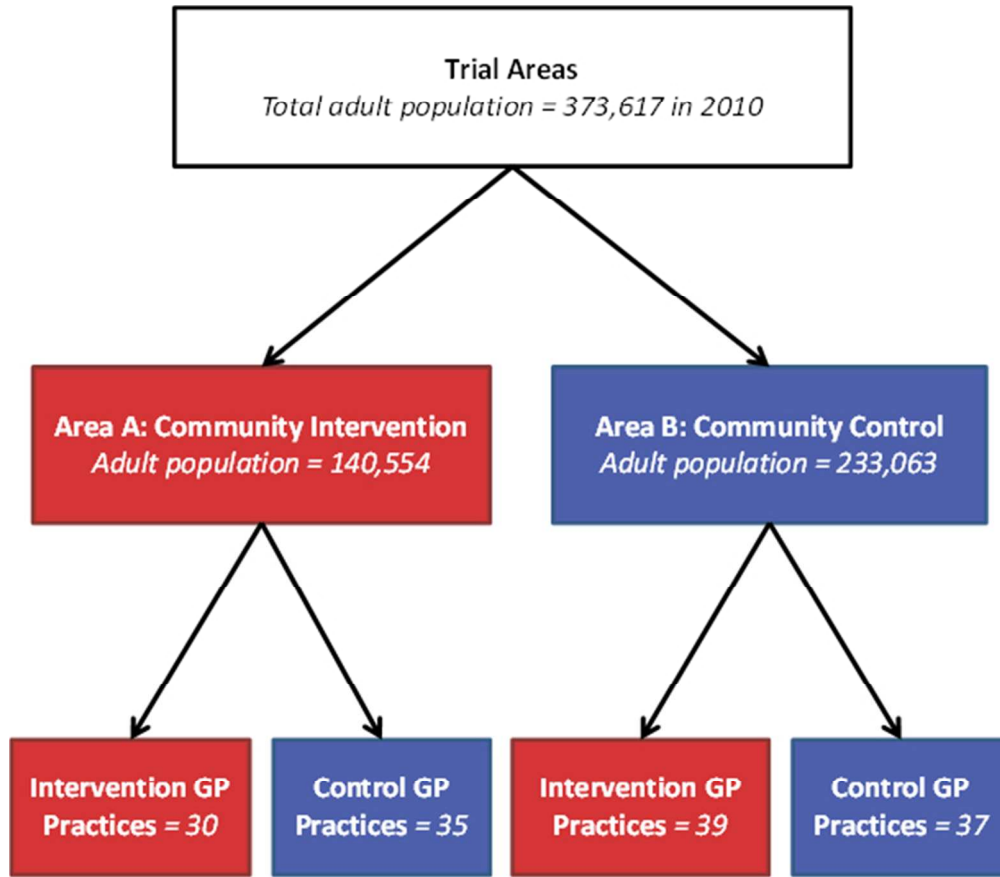 Trial Areas
Total adult population = 373,617 in 2010
Area A: Community Intervention
Adult population = 140,554
Area B: Community Control
Adult population = 233,063
Intervention GP
Practices = 30
Control GP
Practices = 35
Intervention GP
Practices = 39
Control GP
Practices = 37